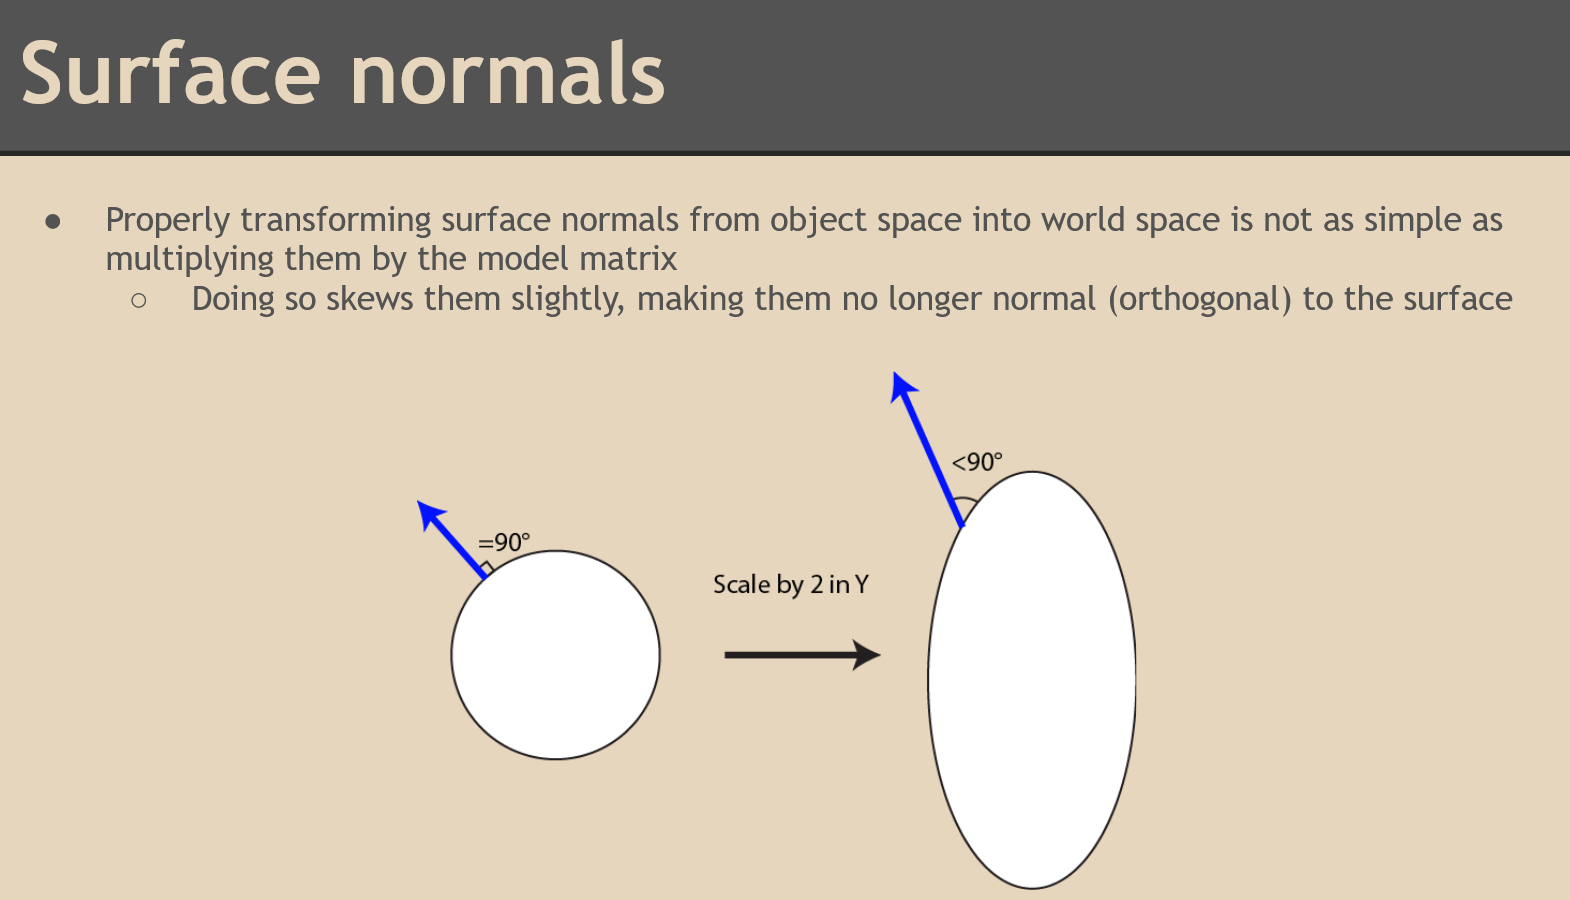 Surface normals
● Properly transforming surface normals from object space into world space is not as simple as
multiplying them by the model matrix
○ Doing so skews them slightly, making them no longer normal (orthogonal) to the surface
<90°
=90°
Scale by 2 in Y